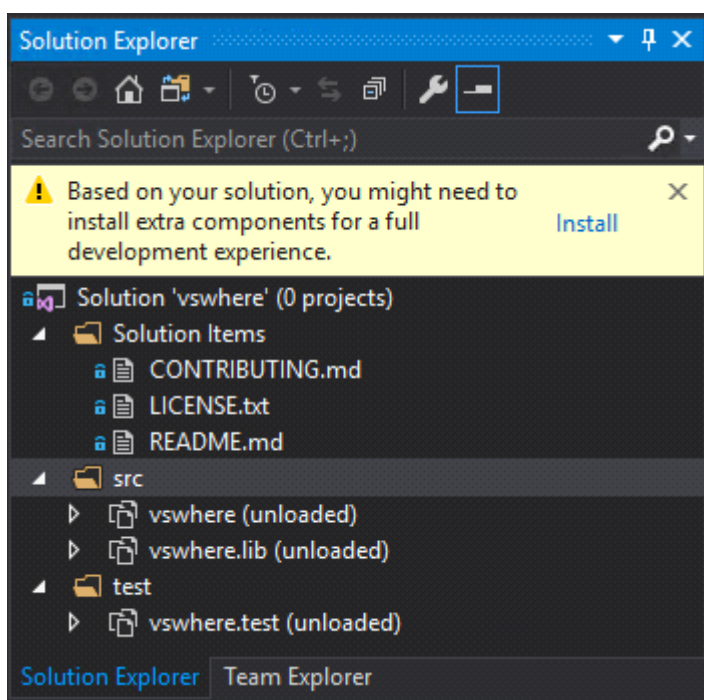 Solution Explorer
Search Solution Explorer (Ctrl+;)
Based on your solution, you might need to
install extra components for a full
development experience.
Install
Solution 'vswhere' (0 projects)
Solution Items
CONTRIBUTING.md
LICENSE.txt
README.md
src
vswhere (unloaded)
vswhere.lib (unloaded)
test
vswhere.test (unloaded)
Solution Explorer Team Explorer